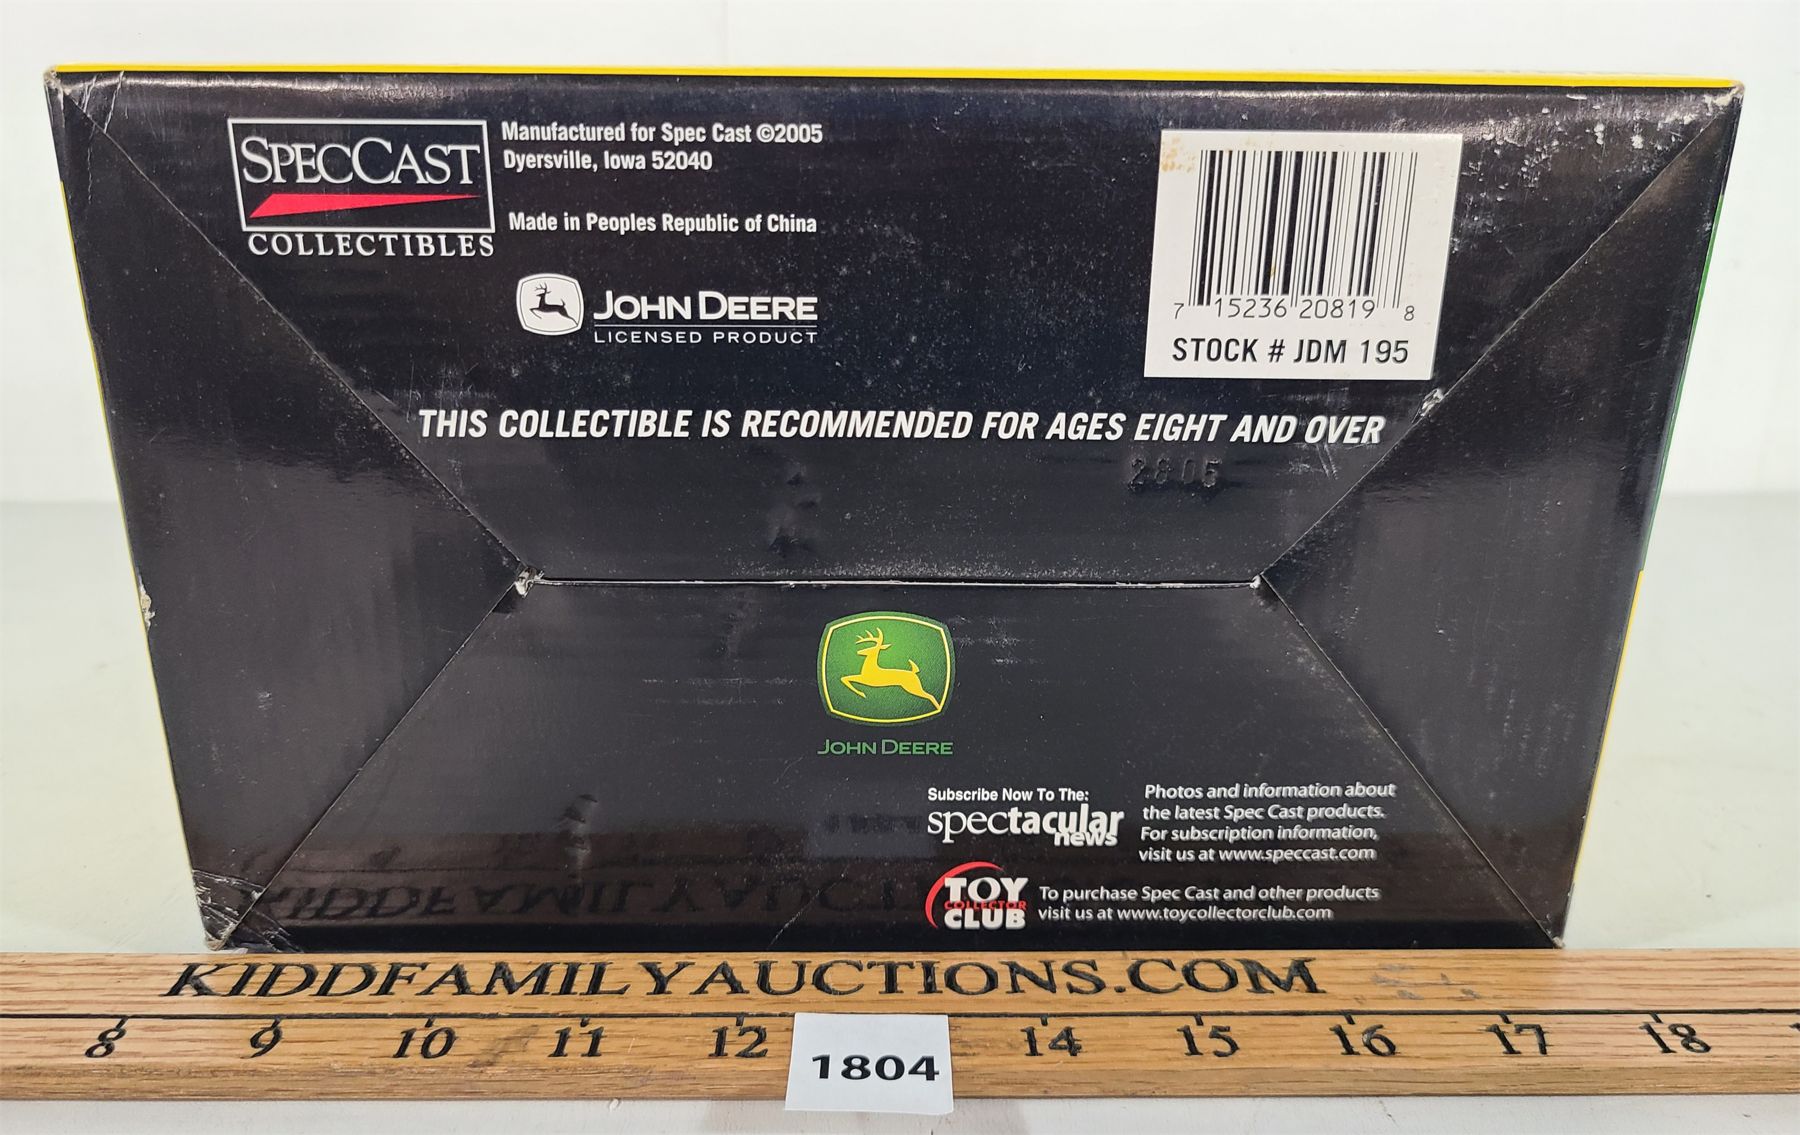 SPECCAST
COLLECTIBLES
Manufactured for Spec Cast ©2005
Dyersville, Iowa 52040
Made in Peoples Republic of China
JOHN DEERE
LICENSED PRODUCT
7 15236 20819 8
STOCK # JDM 195
THIS COLLECTIBLE IS RECOMMENDED FOR AGES EIGHT AND OVER
JOHN DEERE
Subscribe Now To The:
spectacular
news
Photos and information about
the latest Spec Cast products.
For subscription information,
visit us at www.speccast.com
TOY
COLLECTOR
CLUB
To purchase Spec Cast and other products
visit us at www.toycollectorclub.com
KIDDFAMILYAUCTIONS.COM
8 9 10 11 12 14 15 16 17 18
1804